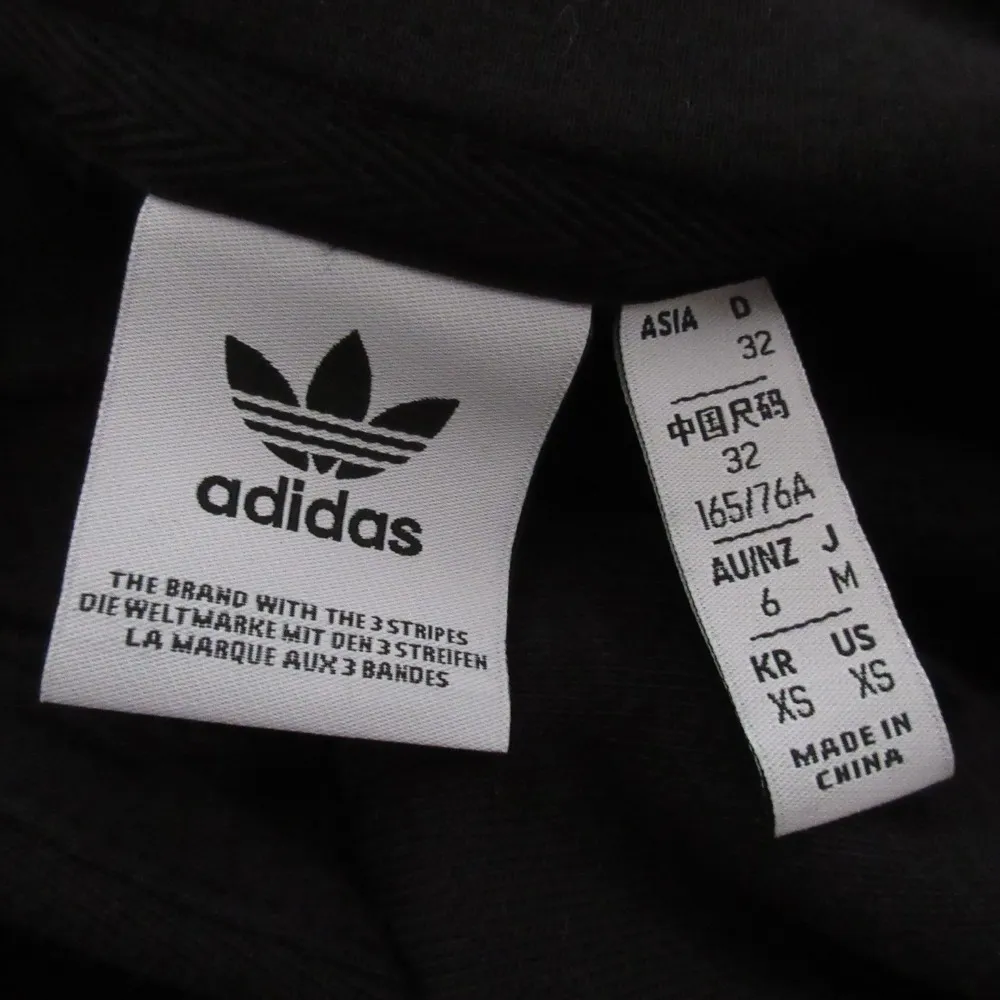 adidas
THE BRAND WITH THE 3 STRIPES
DIE WELTMARKE MIT DEN 3 STREIFEN
LA MARQUE AUX 3 BANDES
ASIA D
32
中国尺码
32
165/76A
AU/NZ J
6 M
KR US
XS XS
MADE IN
CHINA